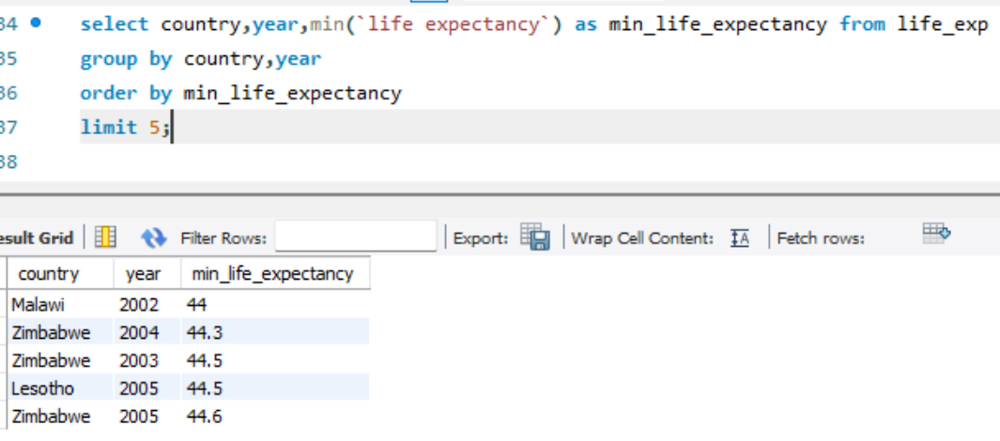 34 select country,year,min(`life expectancy`) as min_life_expectancy from life_exp
35 group by country,year
36 order by min_life_expectancy
37 limit 5;
38
esult Grid Filter Rows: Export: Wrap Cell Content: Fetch rows:
country year min_life_expectancy
Malawi 2002 44
Zimbabwe 2004 44.3
Zimbabwe 2003 44.5
Lesotho 2005 44.5
Zimbabwe 2005 44.6